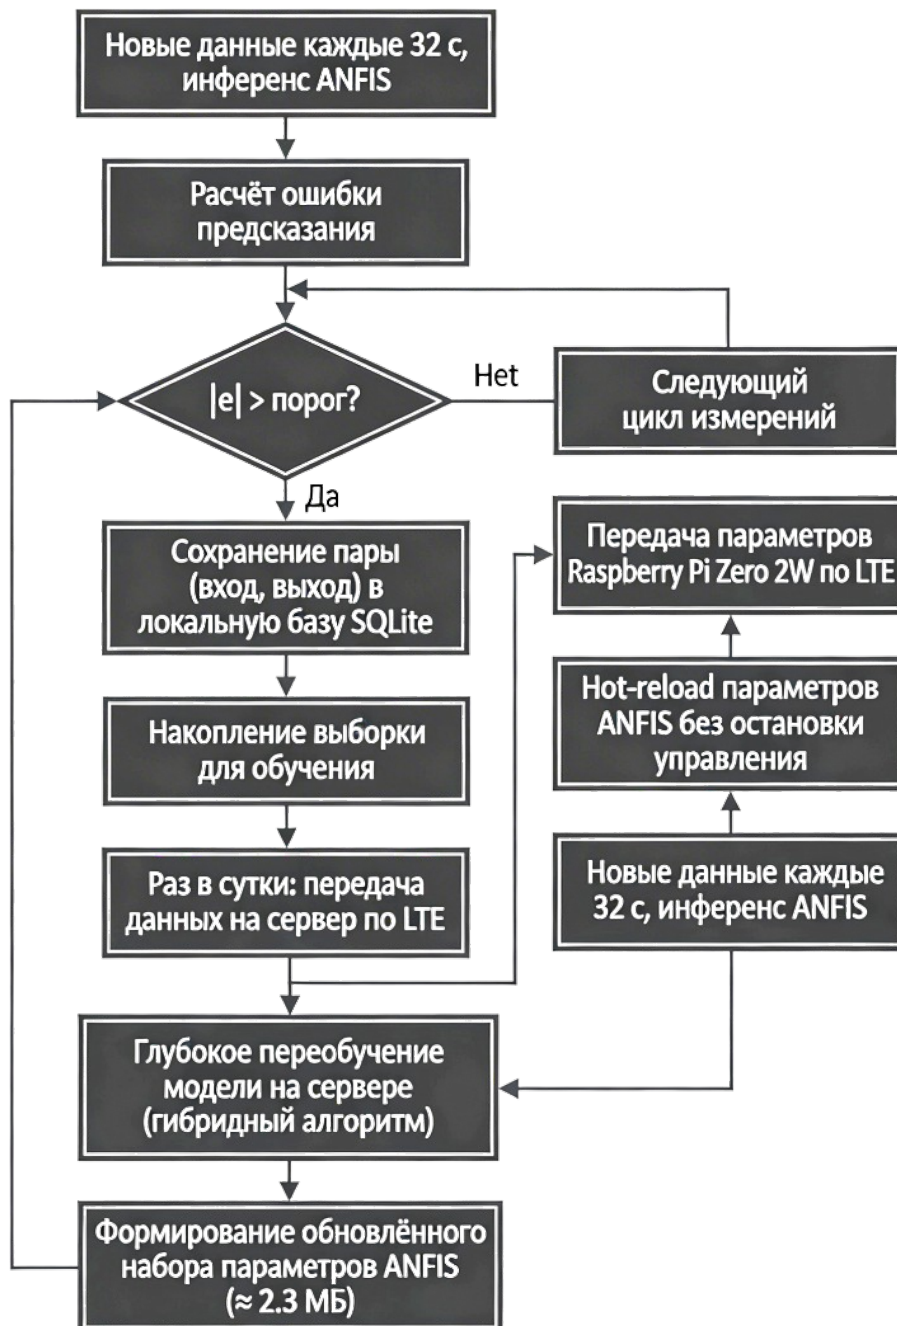 Новые данные каждые 32 с,
инференс ANFIS
Расчёт ошибки
предсказания
|e| > порог?
Нет
Следующий
цикл измерений
Да
Сохранение пары
(вход, выход) в
локальную базу SQLite
Передача параметров
Raspberry Pi Zero 2W по LTE
Накопление выборки
для обучения
Hot-reload параметров
ANFIS без остановки
управления
Раз в сутки: передача
данных на сервер по LTE
Новые данные каждые
32 с, инференс ANFIS
Глубокое переобучение
модели на сервере
(гибридный алгоритм)
Формирование обновлённого
набора параметров ANFIS
(≈ 2.3 МБ)